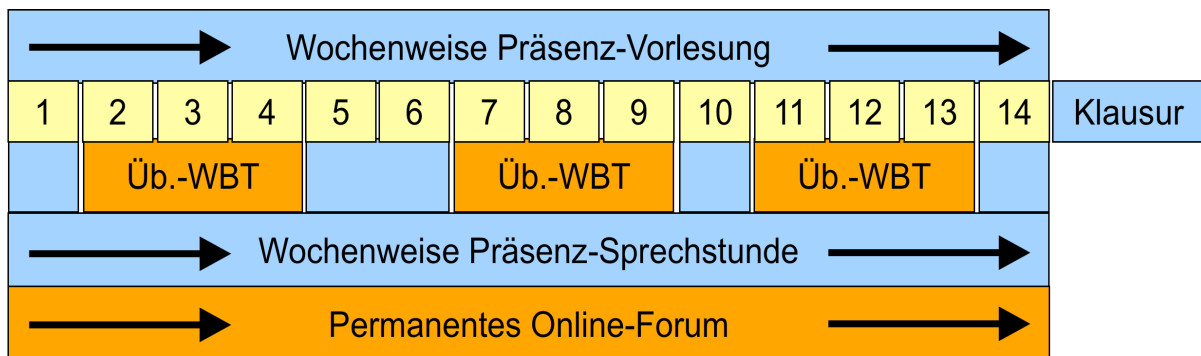 Wochenweise Präsenz-Vorlesung
1 2 3 4 5 6 7 8 9 10 11 12 13 14 Klausur
Üb.-WBT Üb.-WBT Üb.-WBT
Wochenweise Präsenz-Sprechstunde
Permanentes Online-Forum